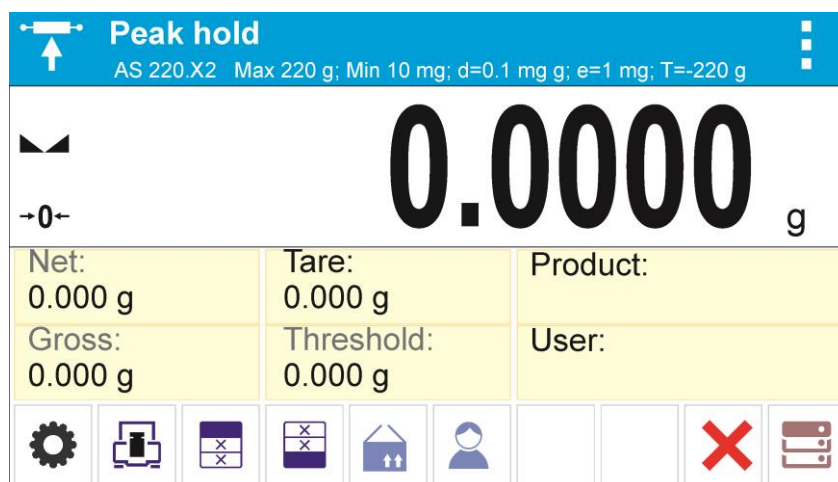 Peak hold
AS 220.X2 Max 220 g; Min 10 mg; d=0.1 mg g; e=1 mg; T=-220 g
0.0000 g
→0←
Net:
0.000 g
Tare:
0.000 g
Product:
Gross:
0.000 g
Threshold:
0.000 g
User: